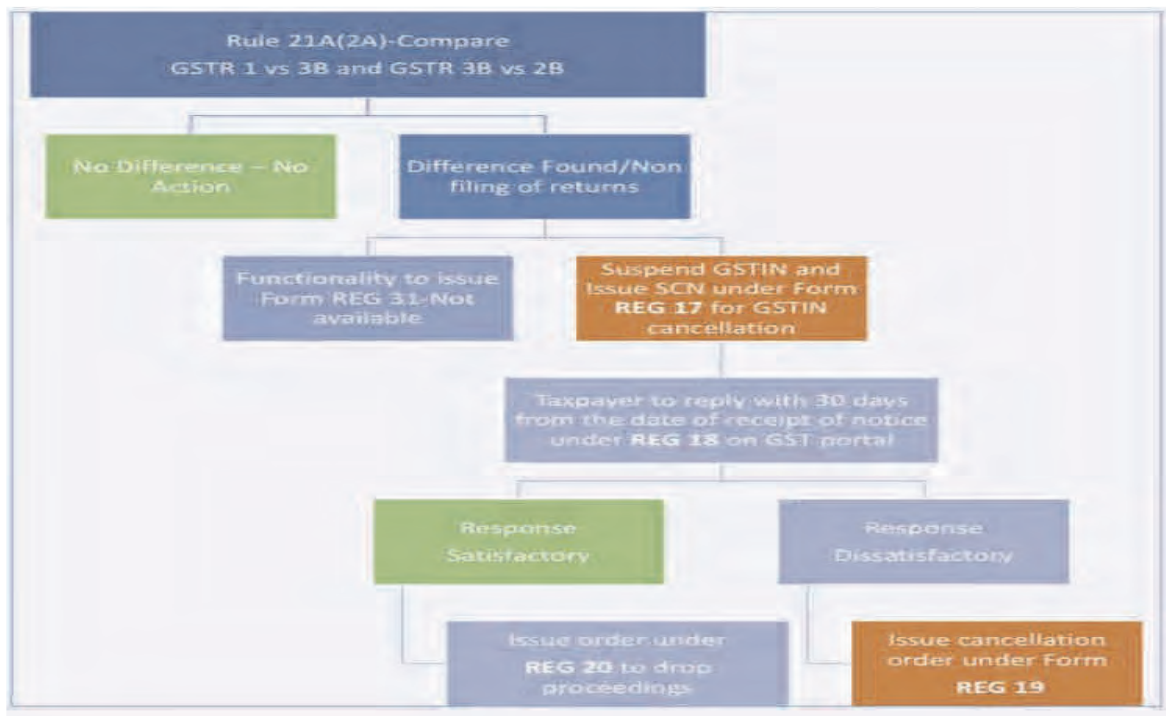 Rule 21A(2A)-Compare
GSTR 1 vs 3B and GSTR 3B vs 2B
No Difference – No
Action
Difference Found/Non
filing of returns
Functionality to issue
Form REG 31-Not
available
Suspend GSTIN and
Issue SCN under Form
REG 17 for GSTIN
cancellation
Taxpayer to reply with 30 days
from the date of receipt of notice
under REG 18 on GST portal
Response
Satisfactory
Response
Dissatisfactory
Issue order under
REG 20 to drop
proceedings
Issue cancellation
order under Form
REG 19